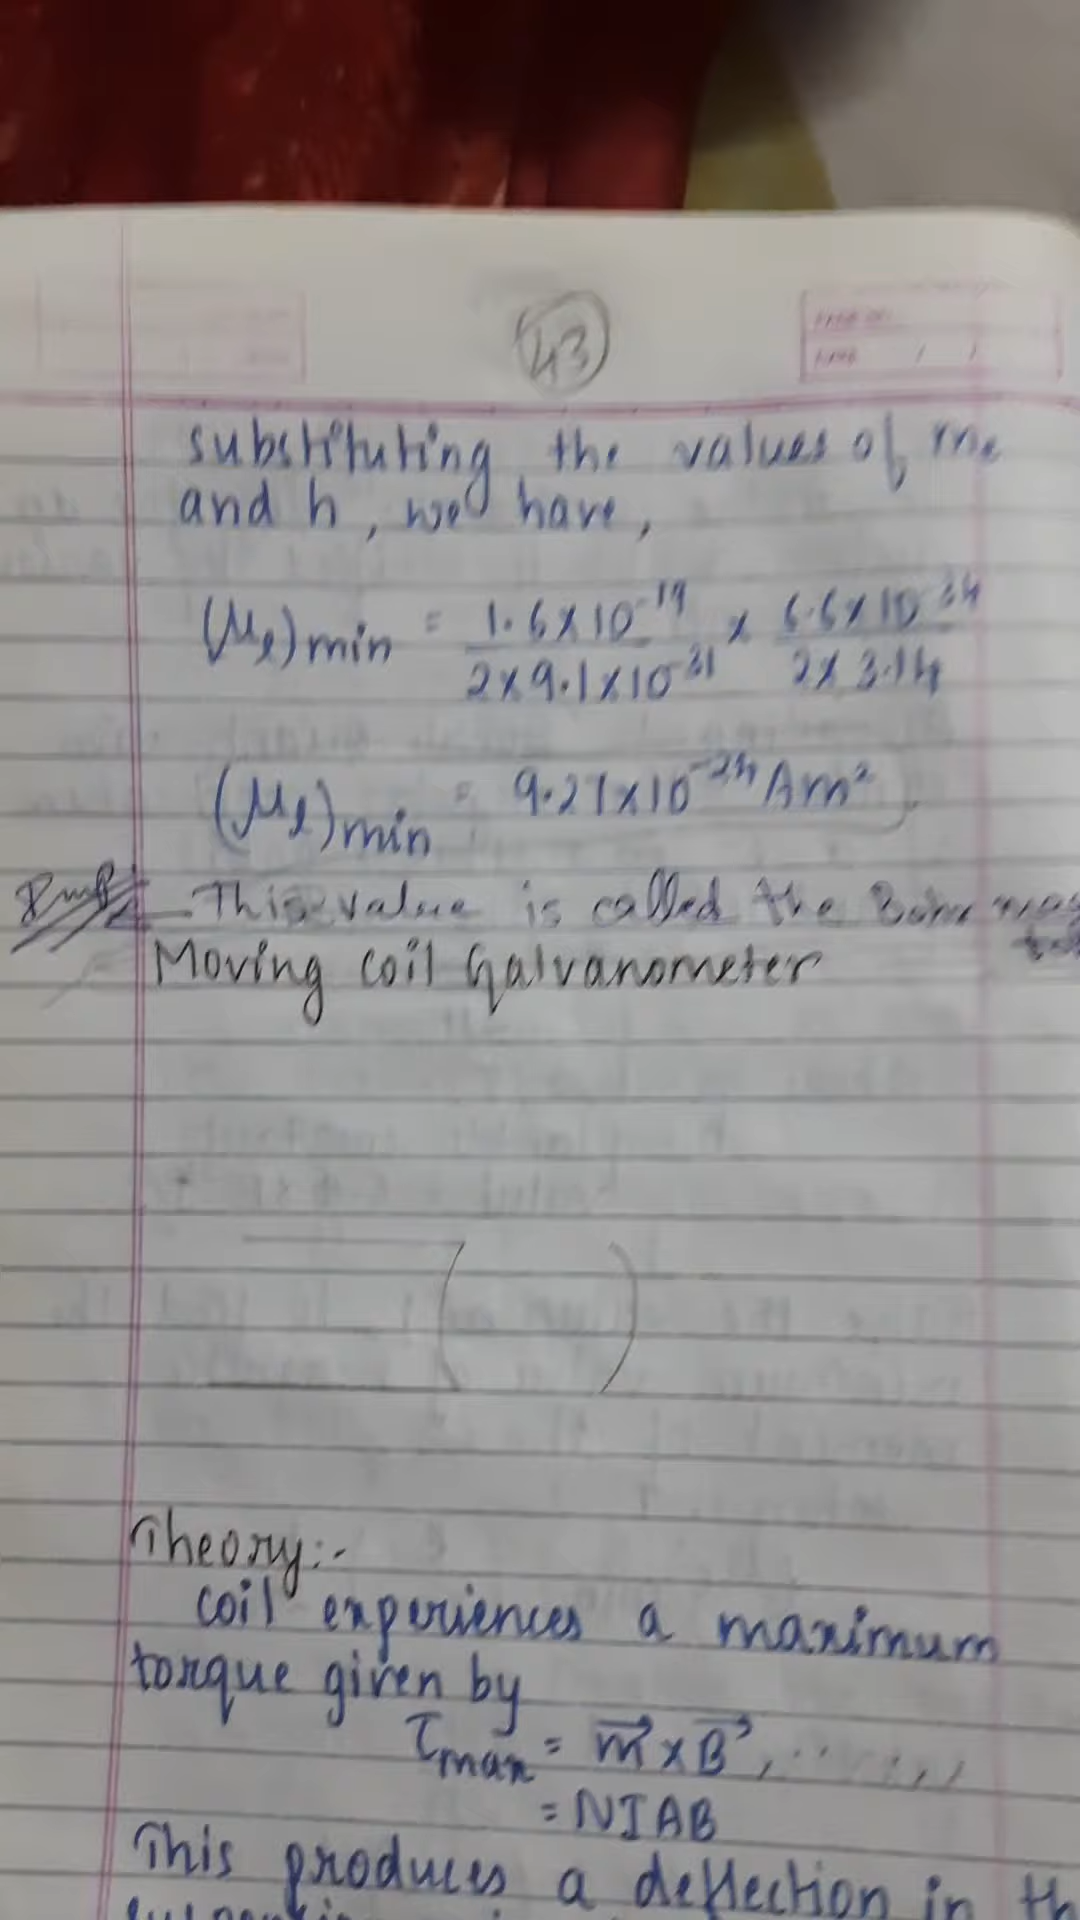 43
substituting the values of me
and h, we have,
(μl)min = 1.6×10⁻¹⁹ / 2×9.1×10⁻³¹ × 6.6×10⁻³⁴ / 2×3.14
(μl)min = 9.27×10⁻²⁴ Am²
Imp This value is called the Bohr
Moving coil Galvanometer
Theory:-
coil experiences a maximum
torque given by
τmax = m⃗ × B⃗,
= NIAB
This produces a deflection in th